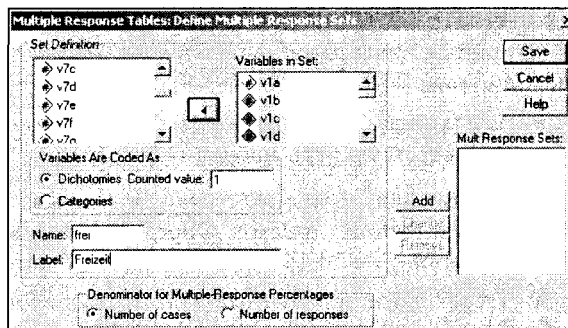 Multiple Response Tables: Define Multiple Response Sets
Set Definition
v7c
v7d
v7e
v7f
v7g
Variables in Set:
v1a
v1b
v1c
v1d
Variables Are Coded As
Dichotomies Counted value: 1
Categories
Name: frei
Label: Freizeit
Save
Cancel
Help
Mult Response Sets:
Add
Denominator for Multiple-Response Percentages
Number of cases Number of responses